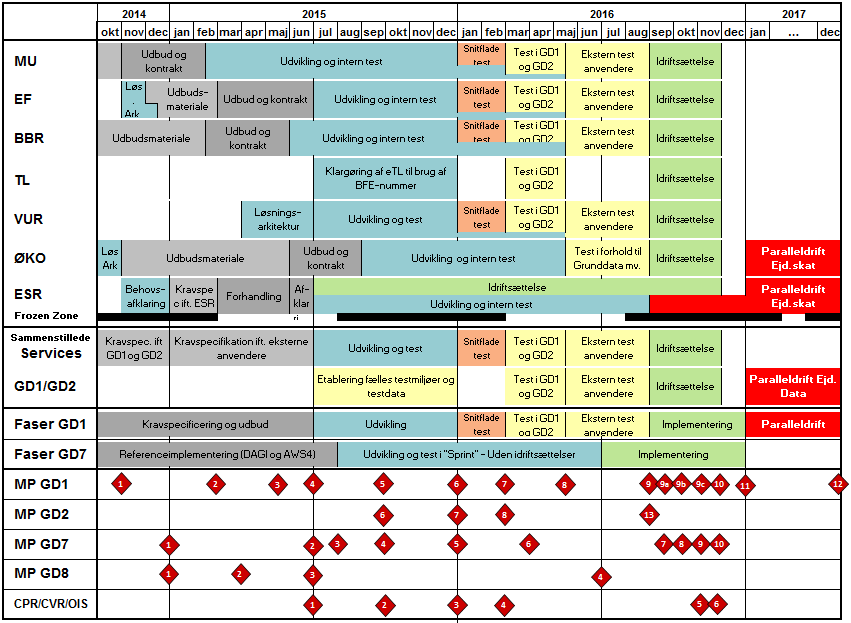 2014 2015 2016 2017
okt nov dec jan feb mar apr maj jun jul aug sep okt nov dec jan feb mar apr maj jun jul aug sep okt nov dec jan ... dec
MU
Udbud og
kontrakt
Udvikling og intern test
Snitflade
test
Test i GD1
og GD2
Ekstern test
anvendere
Idriftsættelse
EF
Løs
.
Ark
Udbuds-
materiale
Udbud og kontrakt
Udvikling og intern test
Snitflade
test
Test i GD1
og GD2
Ekstern test
anvendere
Idriftsættelse
BBR
Udbudsmateriale
Udbud og
kontrakt
Udvikling og intern test
Snitflade
test
Test i GD1
og GD2
Ekstern test
anvendere
Idriftsættelse
TL
Klargøring af eTL til brug af
BFE-nummer
Test i GD1
og GD2
Idriftsættelse
VUR
Løsnings-
arkitektur
Udvikling og test
Snitflade
test
Test i GD1
og GD2
Ekstern test
anvendere
Idriftsættelse
ØKO
Løs
Ark
Udbudsmateriale
Udbud og
kontrakt
Udvikling og intern test
Test i forhold til
Grunddata mv.
Idriftsættelse
Paralleldrift
Ejd.skat
ESR
Behovs-
afklaring
Kravspe
c ift. ESR
Forhandling
Af-
klar
ri
Idriftsættelse
Udvikling og intern test
Paralleldrift
Ejd.skat
Frozen Zone
Sammenstillede
Services
Kravspec. ift
GD1 og GD2
Kravspecifikation ift. eksterne
anvendere
Udvikling og test
Snitflade
test
Test i GD1
og GD2
Ekstern test
anvendere
Idriftsættelse
GD1/GD2
Etablering fælles testmiljøer og
testdata
Test i GD1
og GD2
Ekstern test
anvendere
Idriftsættelse
Paralleldrift Ejd.
Data
Faser GD1
Kravspecificering og udbud
Udvikling
Snitflade
test
Test i GD1
og GD2
Ekstern test
anvendere
Implementering
Paralleldrift
Faser GD7
Referenceimplementering (DAGI og AWS4)
Udvikling og test i "Sprint" - Uden idriftsættelser
Implementering
MP GD1 1 2 3 4 5 6 7 8 9 9a 9b 9c 10 11 12
MP GD2 6 7 8 13
MP GD7 1 2 3 4 5 6 7 8 9 10
MP GD8 1 2 3 4
CPR/CVR/OIS 1 2 3 4 5 6